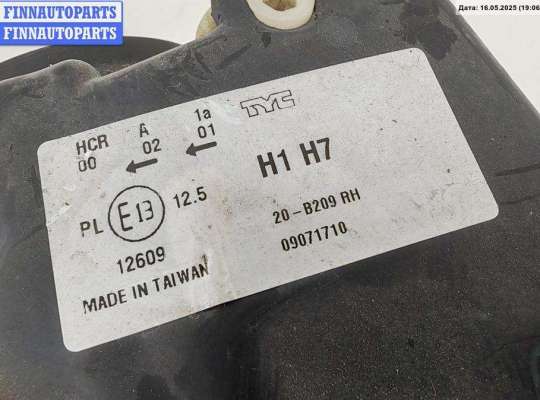 FINNAUTOPARTS
FINNAUTOPARTS
Дата: 16.05.2025 (19:06
HCR A 1a
00 02 01
TYC
H1 H7
PL E13 12.5
12609
MADE IN TAIWAN
20-B209 RH
09071710